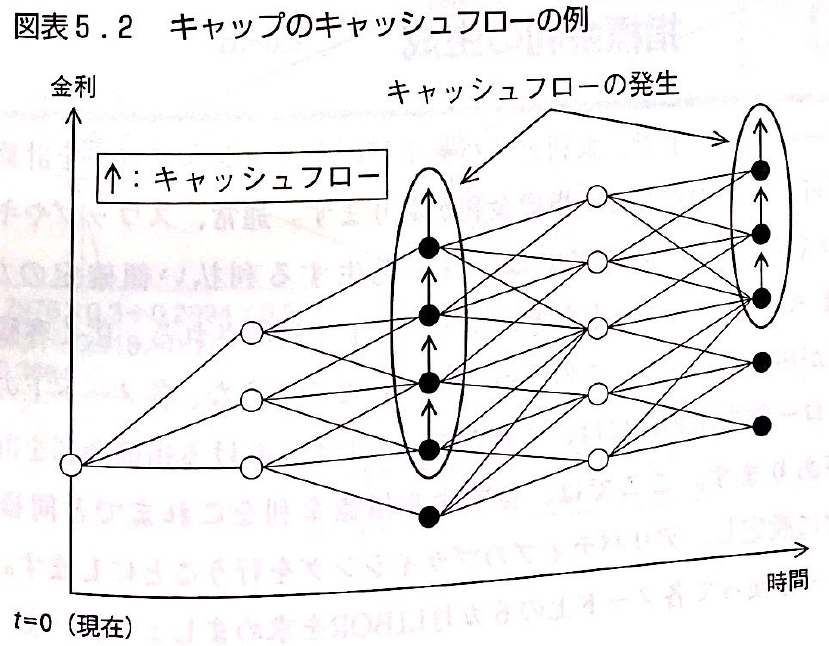 図表5.2 キャップのキャッシュフローの例
金利
キャッシュフローの発生
↑:キャッシュフロー
時間
t=0(現在)